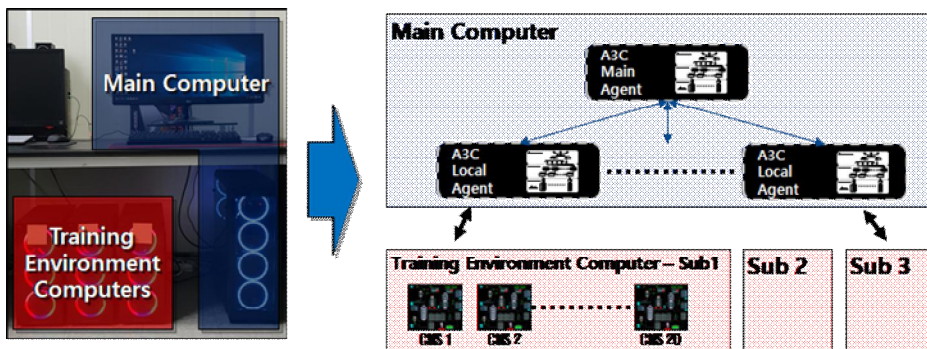 Main Computer
Training
Environment
Computers
Main Computer
A3C
Main
Agent
A3C
Local
Agent
A3C
Local
Agent
Training Environment Computer – Sub1
Sub 2
Sub 3
CNS 1
CNS 2
CNS 20